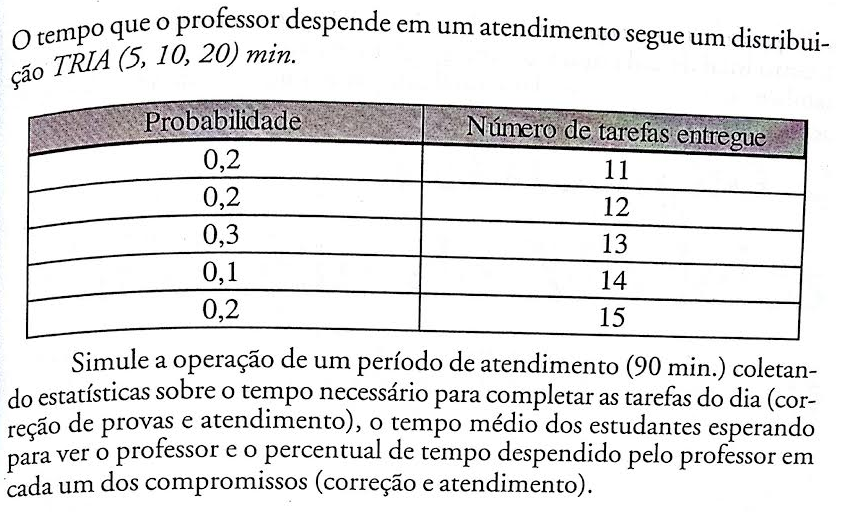 O tempo que o professor despende em um atendimento segue um distribui-
ção TRIA (5, 10, 20) min.
Probabilidade Número de tarefas entregue
0,2 11
0,2 12
0,3 13
0,1 14
0,2 15
Simule a operação de um período de atendimento (90 min.) coletan-
do estatísticas sobre o tempo necessário para completar as tarefas do dia (cor-
reção de provas e atendimento), o tempo médio dos estudantes esperando
para ver o professor e o percentual de tempo despendido pelo professor em
cada um dos compromissos (correção e atendimento).